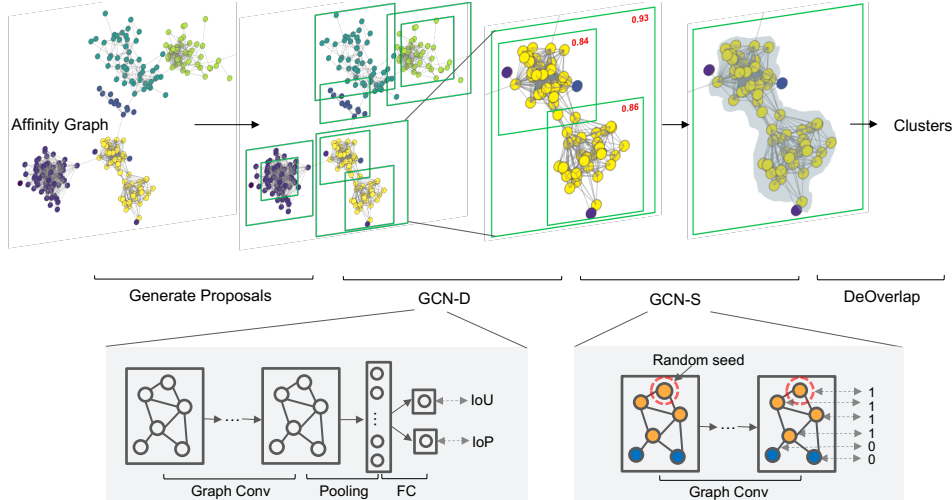 0.93
0.84
0.86
Affinity Graph
Clusters
Generate Proposals
GCN-D
GCN-S
DeOverlap
Random seed
IoU
IoP
...
...
...
...
1
1
1
1
0
0
Graph Conv
Pooling
FC
Graph Conv